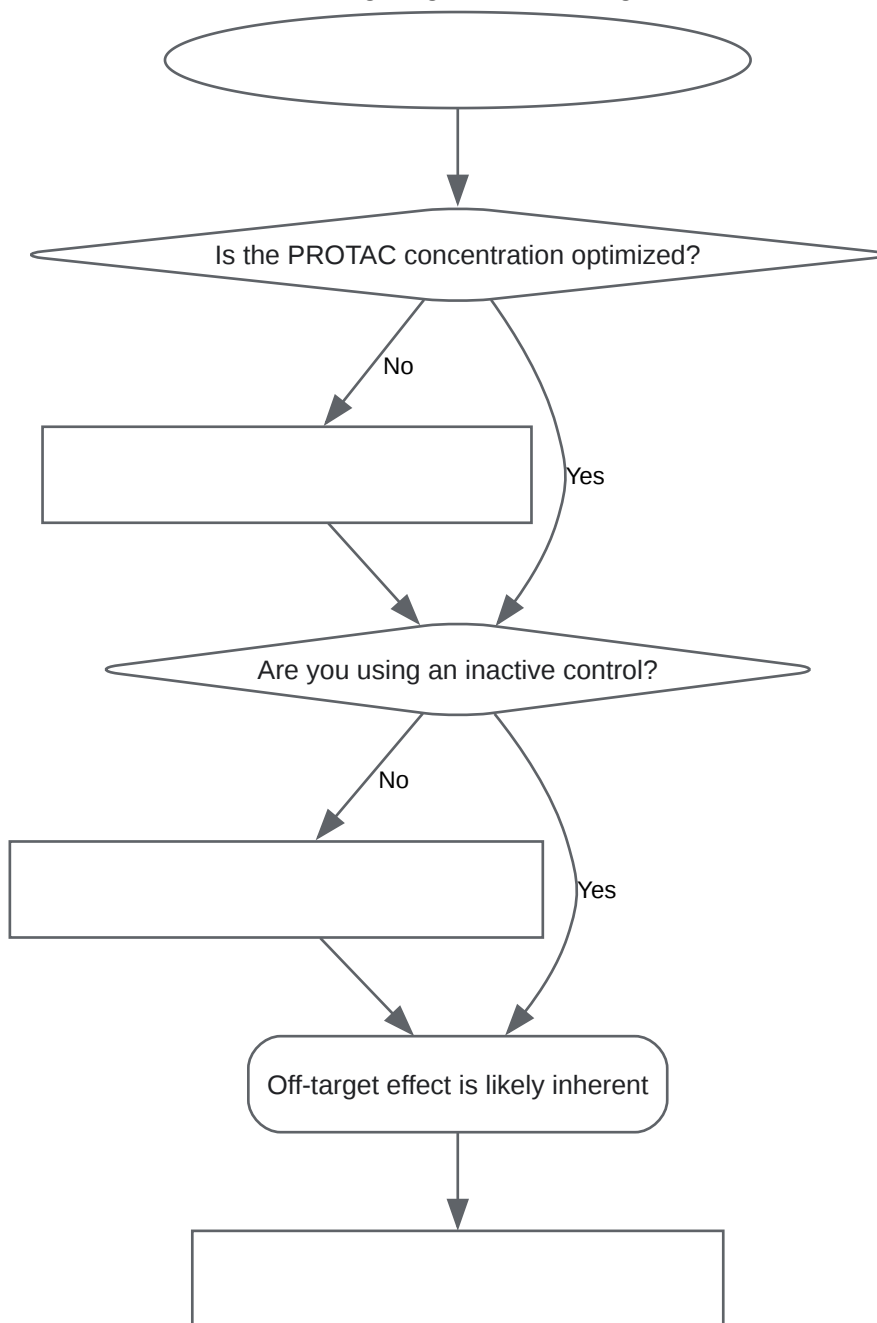 Is the PROTAC concentration optimized?
No
Yes
Are you using an inactive control?
No
Yes
Off-target effect is likely inherent